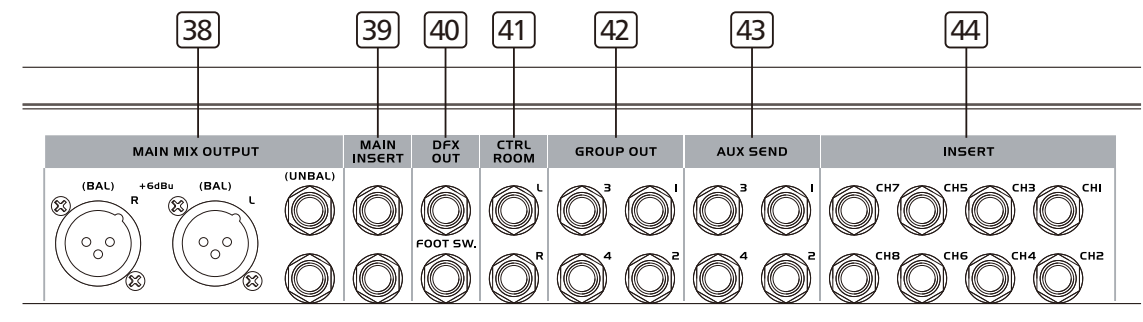 38 39 40 41 42 43 44
MAIN MIX OUTPUT
MAIN
INSERT
DFX
OUT
CTRL
ROOM
GROUP OUT
AUX SEND
INSERT
(BAL) +6dBu (BAL) (UNBAL)
R L
L 3 1 3 1 CH7 CH5 CH3 CH1
FOOT SW.
R 4 2 4 2 CH8 CH6 CH4 CH2